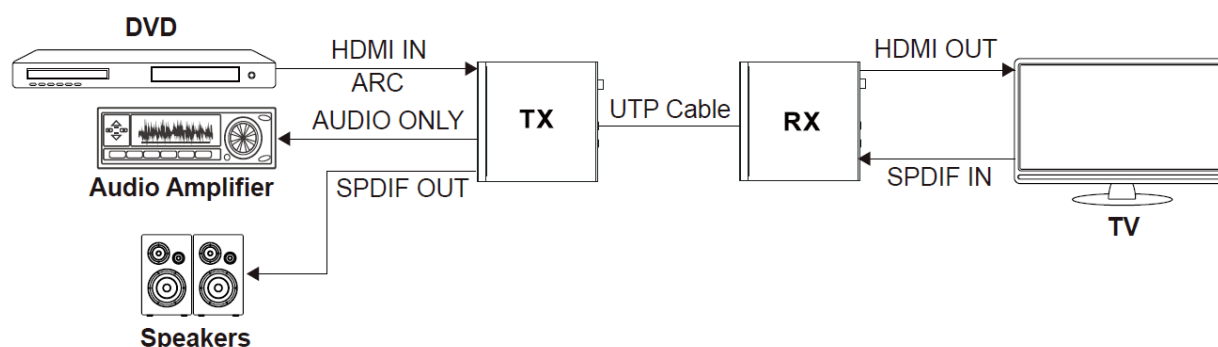 DVD
HDMI IN
ARC
AUDIO ONLY
Audio Amplifier
SPDIF OUT
Speakers
TX
UTP Cable
RX
HDMI OUT
SPDIF IN
TV